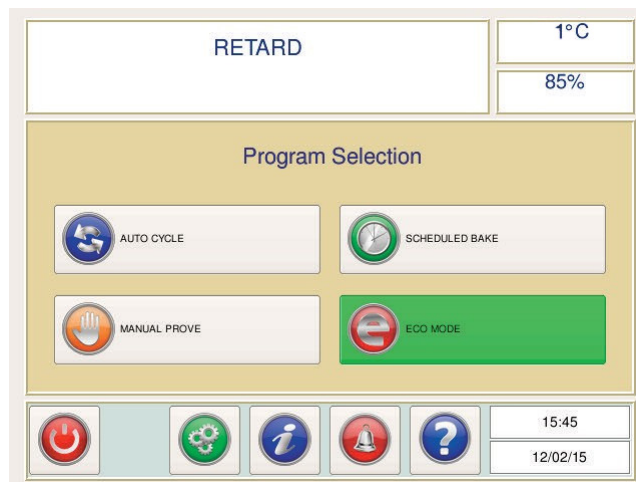 RETARD
1°C
85%
Program Selection
AUTO CYCLE
SCHEDULED BAKE
MANUAL PROVE
e
ECO MODE
i
?
15:45
12/02/15